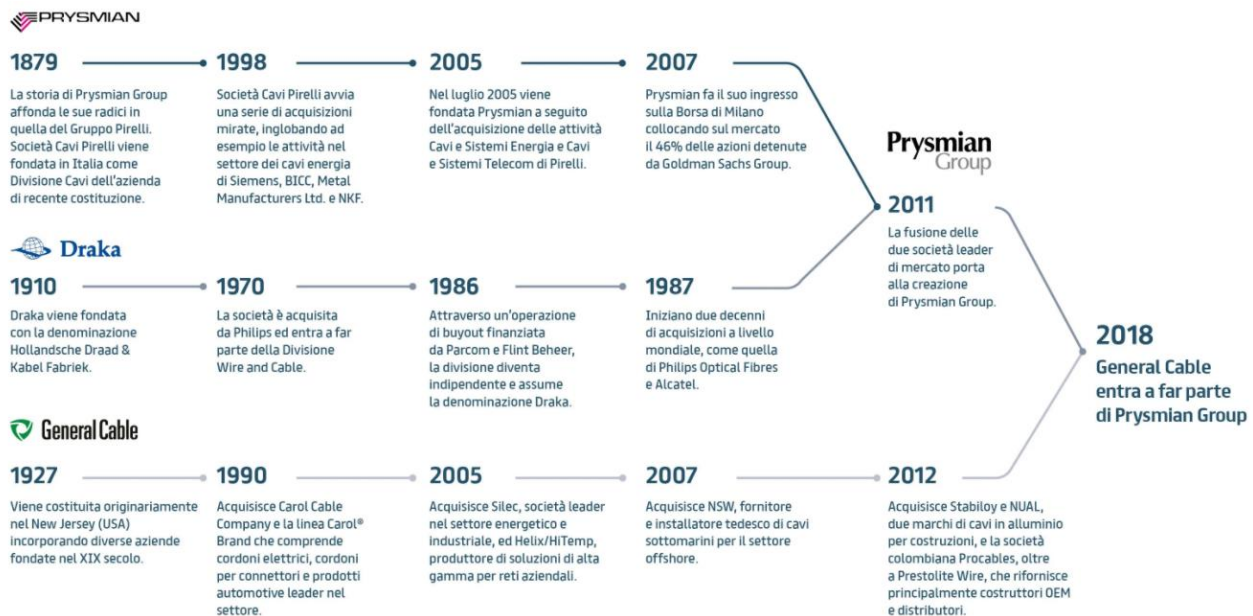 PRYSMIAN
1879
La storia di Prysmian Group
affonda le sue radici in
quella del Gruppo Pirelli.
Società Cavi Pirelli viene
fondata in Italia come
Divisione Cavi dell'azienda
di recente costituzione.
1998
Società Cavi Pirelli avvia
una serie di acquisizioni
mirate, inglobando ad
esempio le attività nel
settore dei cavi energia
di Siemens, BICC, Metal
Manufacturers Ltd. e NKF.
2005
Nel luglio 2005 viene
fondata Prysmian a seguito
dell'acquisizione delle attività
Cavi e Sistemi Energia e Cavi
e Sistemi Telecom di Pirelli.
2007
Prysmian fa il suo ingresso
sulla Borsa di Milano
collocando sul mercato
il 46% delle azioni detenute
da Goldman Sachs Group.
Prysmian
Group
2011
La fusione delle
due società leader
di mercato porta
alla creazione
di Prysmian Group.
Draka
1910
Draka viene fondata
con la denominazione
Hollandsche Draad &
Kabel Fabriek.
1970
La società è acquisita
da Philips ed entra a far
parte della Divisione
Wire and Cable.
1986
Attraverso un'operazione
di buyout finanziata
da Parcom e Flint Beheer,
la divisione diventa
indipendente e assume
la denominazione Draka.
1987
Iniziano due decenni
di acquisizioni a livello
mondiale, come quella
di Philips Optical Fibres
e Alcatel.
2018
General Cable
entra a far parte
di Prysmian Group
General Cable
1927
Viene costituita originariamente
nel New Jersey (USA)
incorporando diverse aziende
fondate nel XIX secolo.
1990
Acquisisce Carol Cable
Company e la linea Carol®
Brand che comprende
cordoni elettrici, cordoni
per connettori e prodotti
automotive leader nel
settore.
2005
Acquisisce Silec, società leader
nel settore energetico e
industriale, ed Helix/HiTemp,
produttore di soluzioni di alta
gamma per reti aziendali.
2007
Acquisisce NSW, fornitore
e installatore tedesco di cavi
sottomarini per il settore
offshore.
2012
Acquisisce Stabiloy e NUAL,
due marchi di cavi in alluminio
per costruzioni, e la società
colombiana Procables, oltre
a Prestolite Wire, che rifornisce
principalmente costruttori OEM
e distributori.